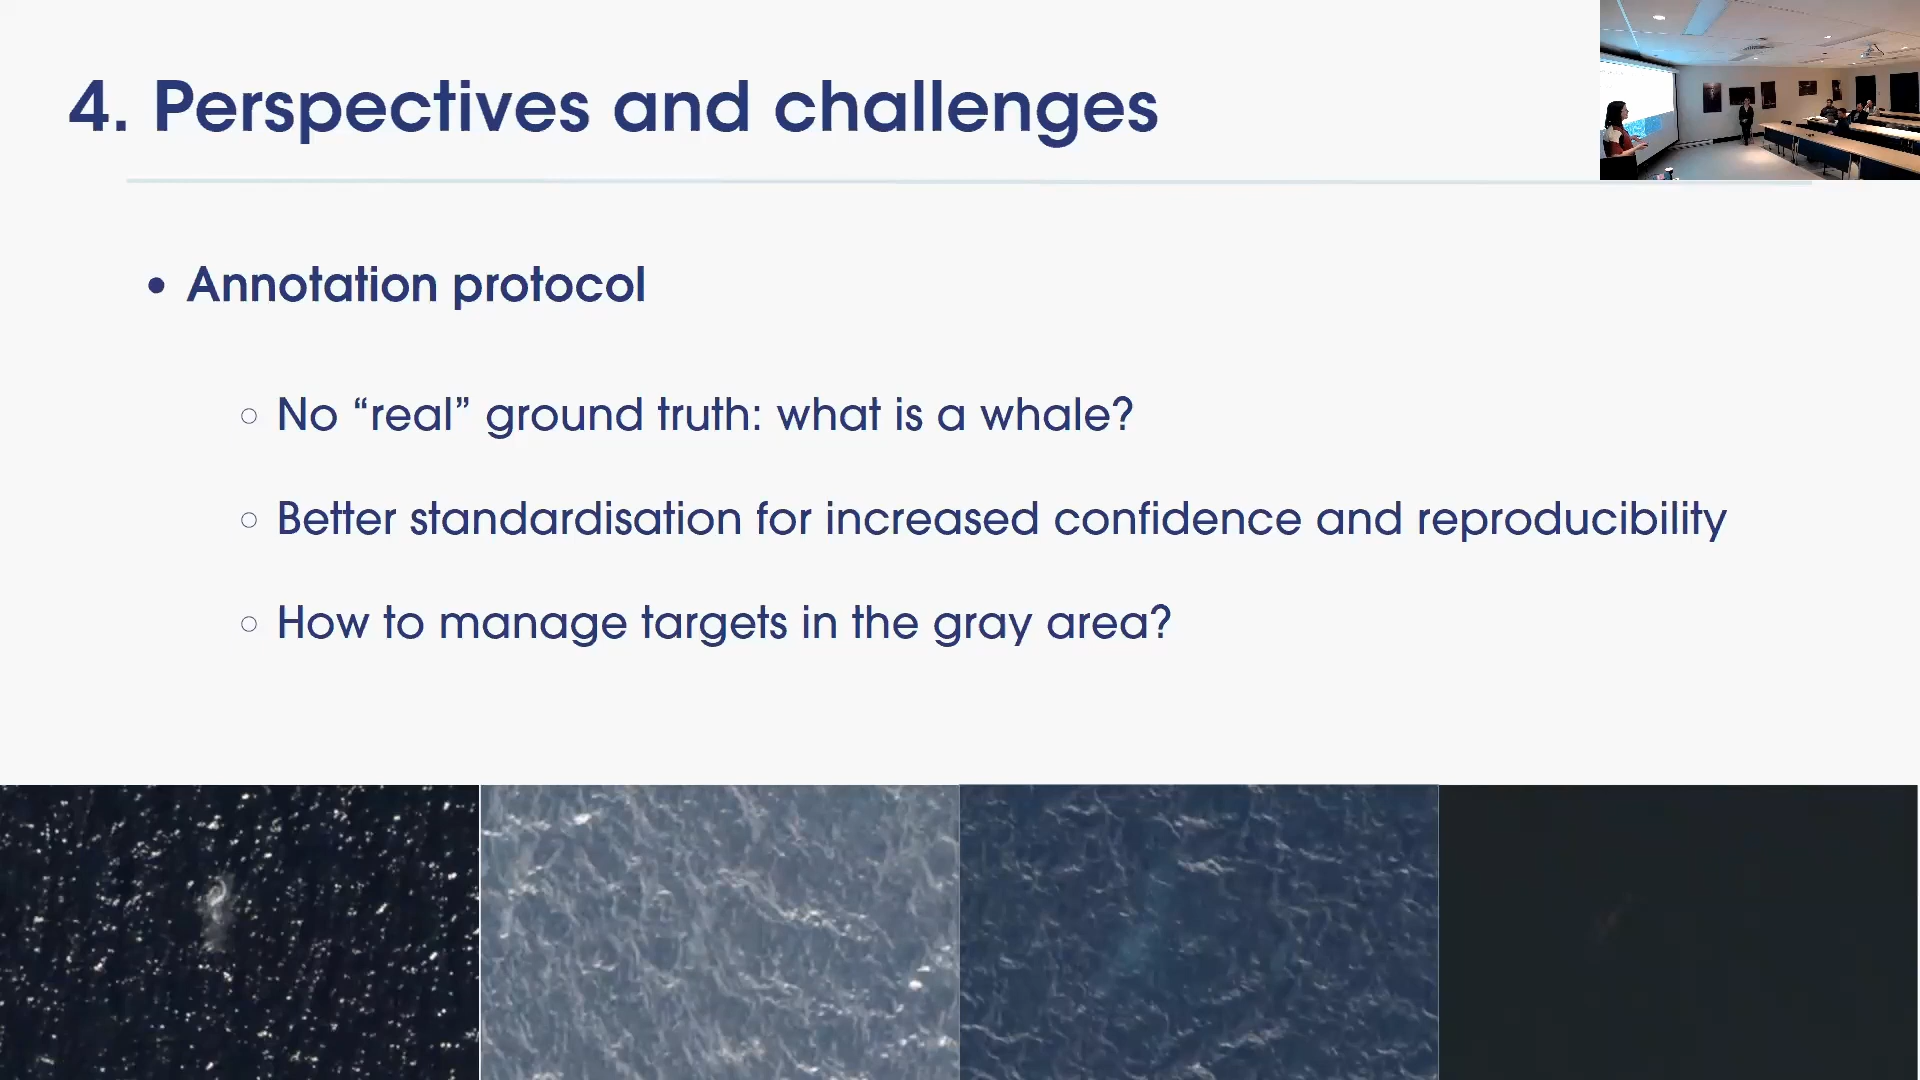 4. Perspectives and challenges
• Annotation protocol
○ No “real” ground truth: what is a whale?
○ Better standardisation for increased confidence and reproducibility
○ How to manage targets in the gray area?